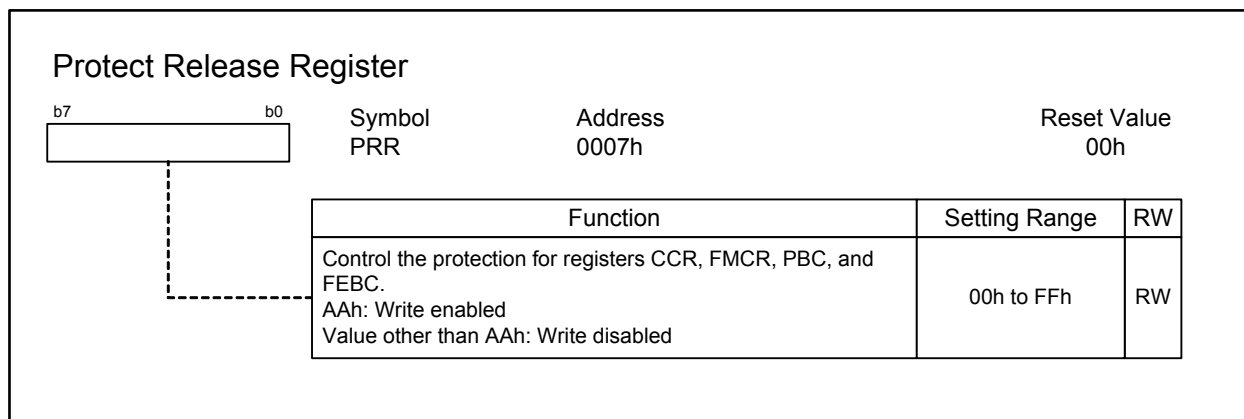 Protect Release Register
b7 b0
Symbol Address Reset Value
PRR 0007h 00h
Function Setting Range RW
Control the protection for registers CCR, FMCR, PBC, and
FEBC.
AAh: Write enabled
Value other than AAh: Write disabled
00h to FFh RW